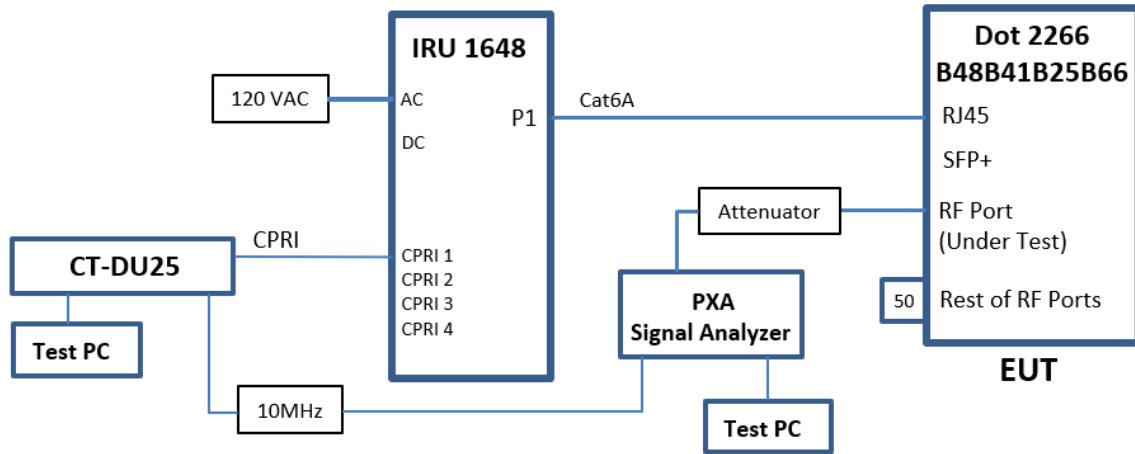 IRU 1648
120 VAC
AC
DC
P1
Cat6A
Dot 2266
B48B41B25B66
RJ45
SFP+
RF Port
(Under Test)
Attenuator
CPRI
CT-DU25
CPRI 1
CPRI 2
CPRI 3
CPRI 4
PXA
Signal Analyzer
50
Rest of RF Ports
Test PC
EUT
10MHz
Test PC